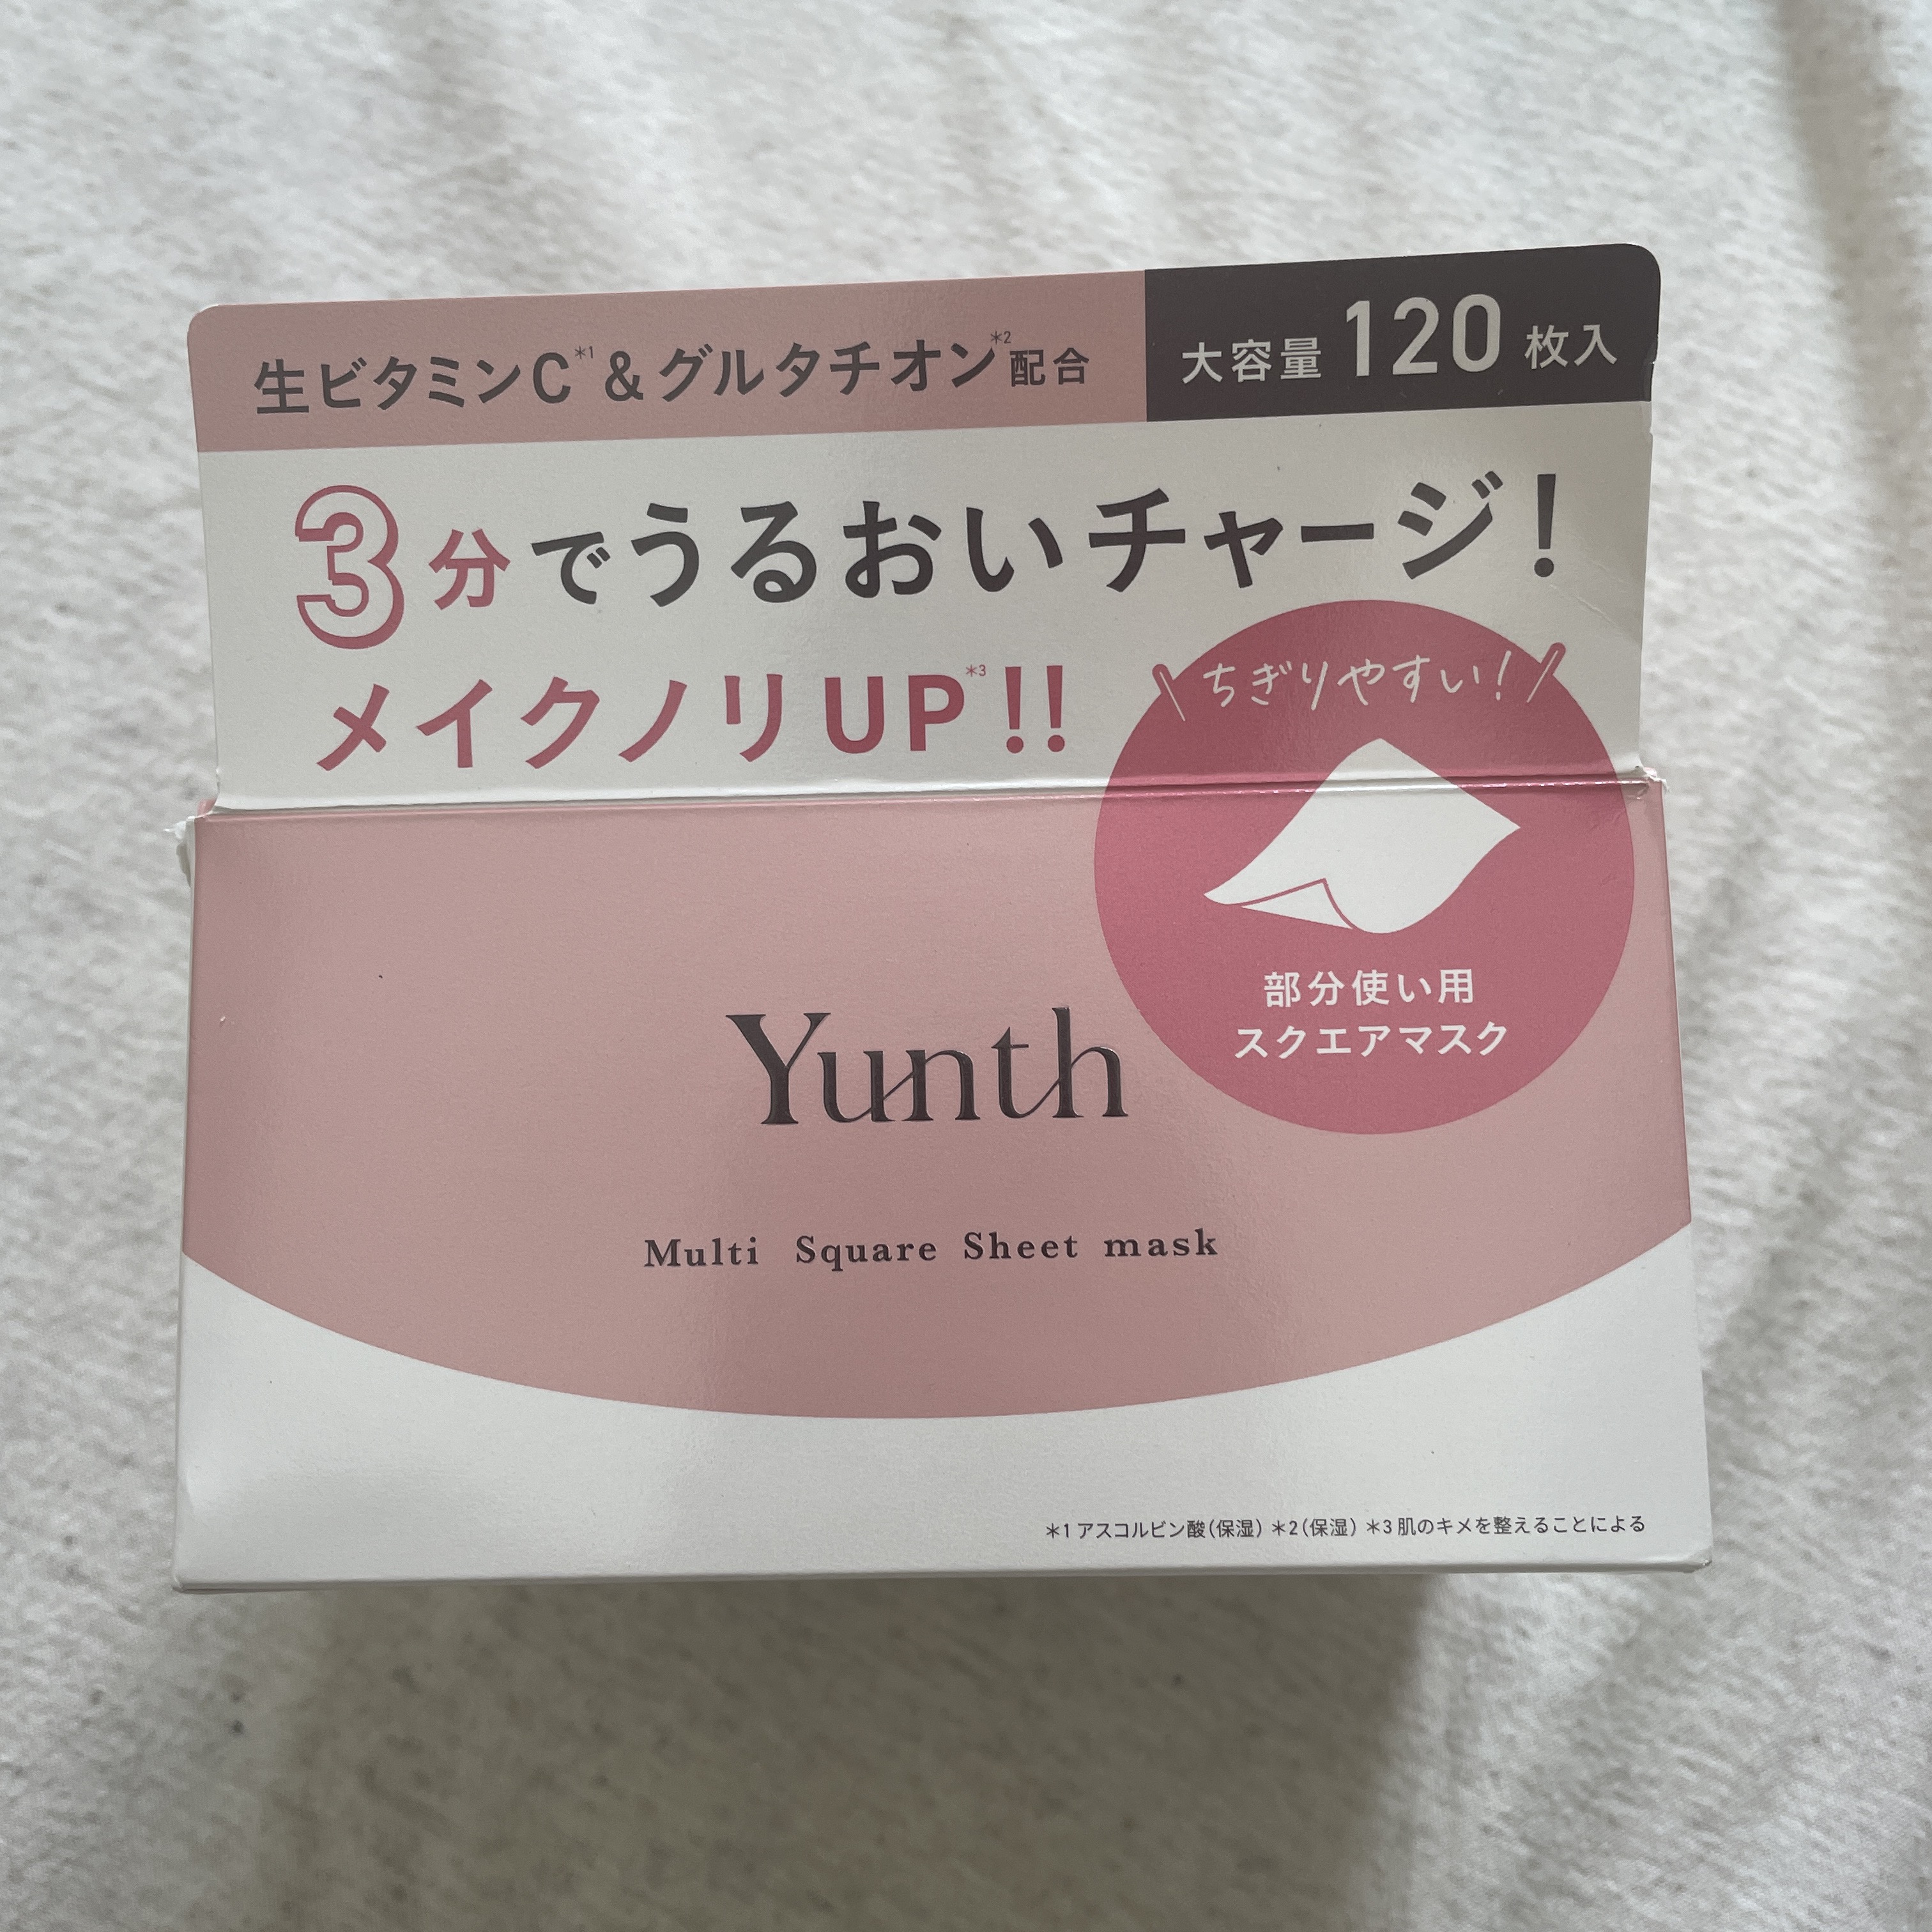 生ビタミンC*1&グルタチオン*2配合
大容量 120 枚入
3分でうるおいチャージ!
メイクノリUP*3!!
\ちぎりやすい!/
部分使い用
スクエアマスク
Yunth
Multi Square Sheet mask
*1 アスコルビン酸(保湿) *2(保湿) *3 肌のキメを整えることによる